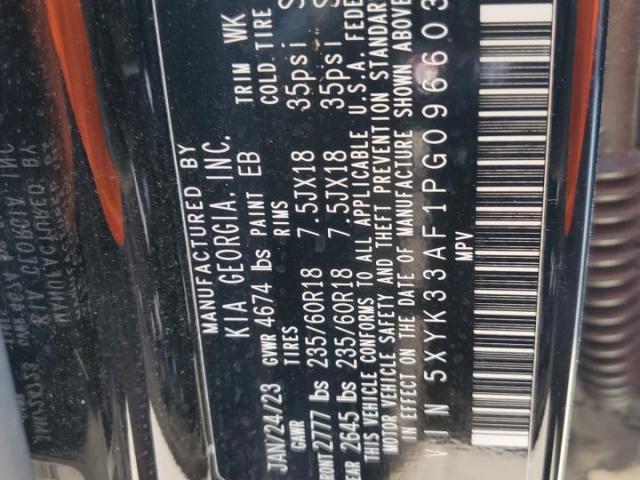 MANUFACTURED BY
KIA GEORGIA, INC.
JAN/24/23 GVWR 4674 lbs PAINT EB TRIM WK
GAWR TIRES RIMS COLD TIRE
FRONT 2777 lbs 235/60R18 7.5JX18 35psi S
REAR 2645 lbs 235/60R18 7.5JX18 35psi S
THIS VEHICLE CONFORMS TO ALL APPLICABLE U.S.A. FEDE
MOTOR VEHICLE SAFETY AND THEFT PREVENTION STANDAR
IN EFFECT ON THE DATE OF MANUFACTURE SHOWN ABOVE
VIN 5XYK33AF1PG096603
MPV